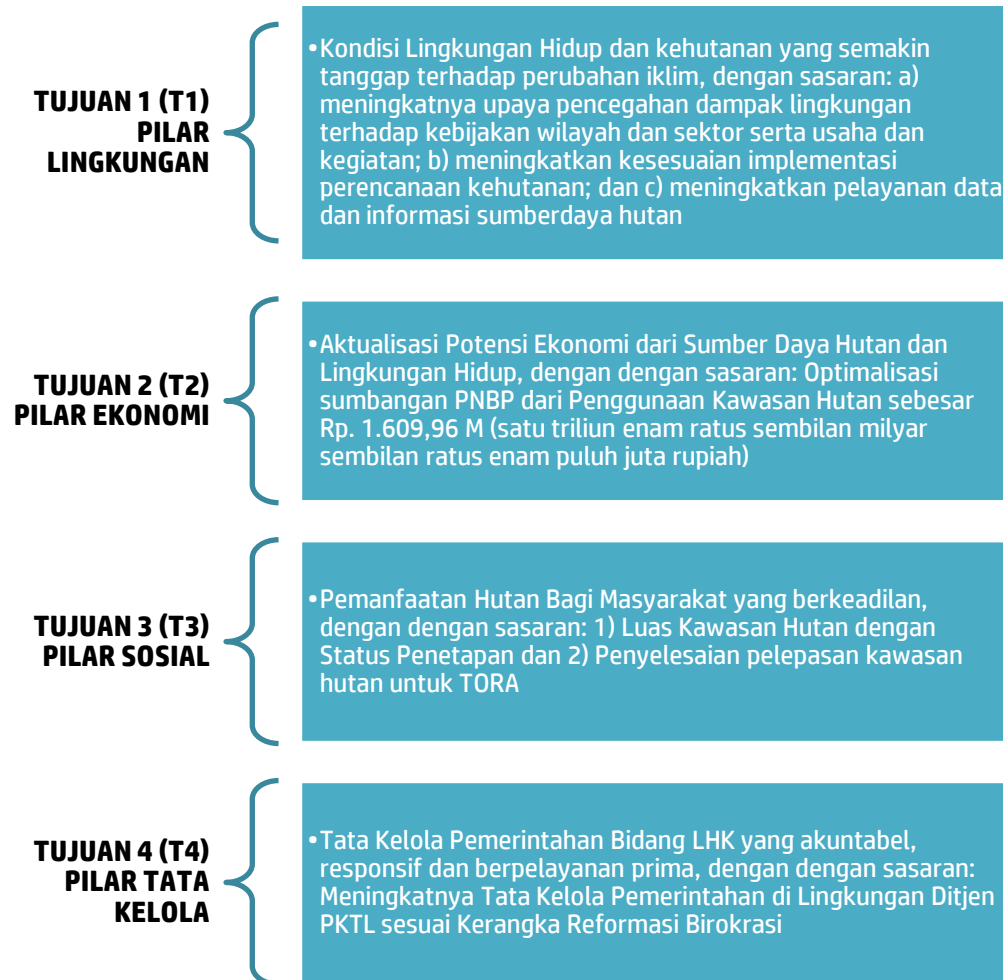 TUJUAN 1 (T1)
PILAR
LINGKUNGAN
•Kondisi Lingkungan Hidup dan kehutanan yang semakin
tanggap terhadap perubahan iklim, dengan sasaran: a)
meningkatnya upaya pencegahan dampak lingkungan
terhadap kebijakan wilayah dan sektor serta usaha dan
kegiatan; b) meningkatkan kesesuaian implementasi
perencanaan kehutanan; dan c) meningkatkan pelayanan data
dan informasi sumberdaya hutan
TUJUAN 2 (T2)
PILAR EKONOMI
•Aktualisasi Potensi Ekonomi dari Sumber Daya Hutan dan
Lingkungan Hidup, dengan dengan sasaran: Optimalisasi
sumbangan PNBP dari Penggunaan Kawasan Hutan sebesar
Rp. 1.609,96 M (satu triliun enam ratus sembilan milyar
sembilan ratus enam puluh juta rupiah)
TUJUAN 3 (T3)
PILAR SOSIAL
•Pemanfaatan Hutan Bagi Masyarakat yang berkeadilan,
dengan dengan sasaran: 1) Luas Kawasan Hutan dengan
Status Penetapan dan 2) Penyelesaian pelepasan kawasan
hutan untuk TORA
TUJUAN 4 (T4)
PILAR TATA
KELOLA
•Tata Kelola Pemerintahan Bidang LHK yang akuntabel,
responsif dan berpelayanan prima, dengan dengan sasaran:
Meningkatnya Tata Kelola Pemerintahan di Lingkungan Ditjen
PKTL sesuai Kerangka Reformasi Birokrasi